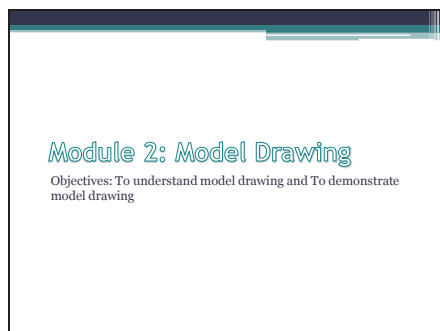 Module 2: Model Drawing
Objectives: To understand model drawing and To demonstrate
model drawing